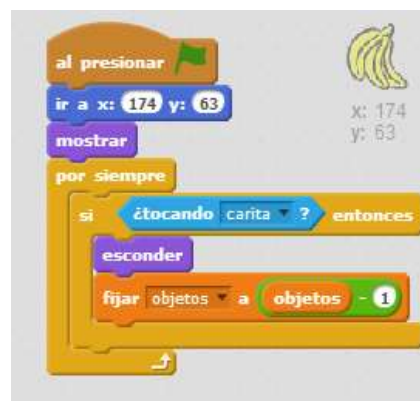 al presionar
ir a x: 174 y: 63
mostrar
por siempre
si ¿tocando carita ? entonces
esconder
fijar objetos a objetos - 1
x: 174
y: 63